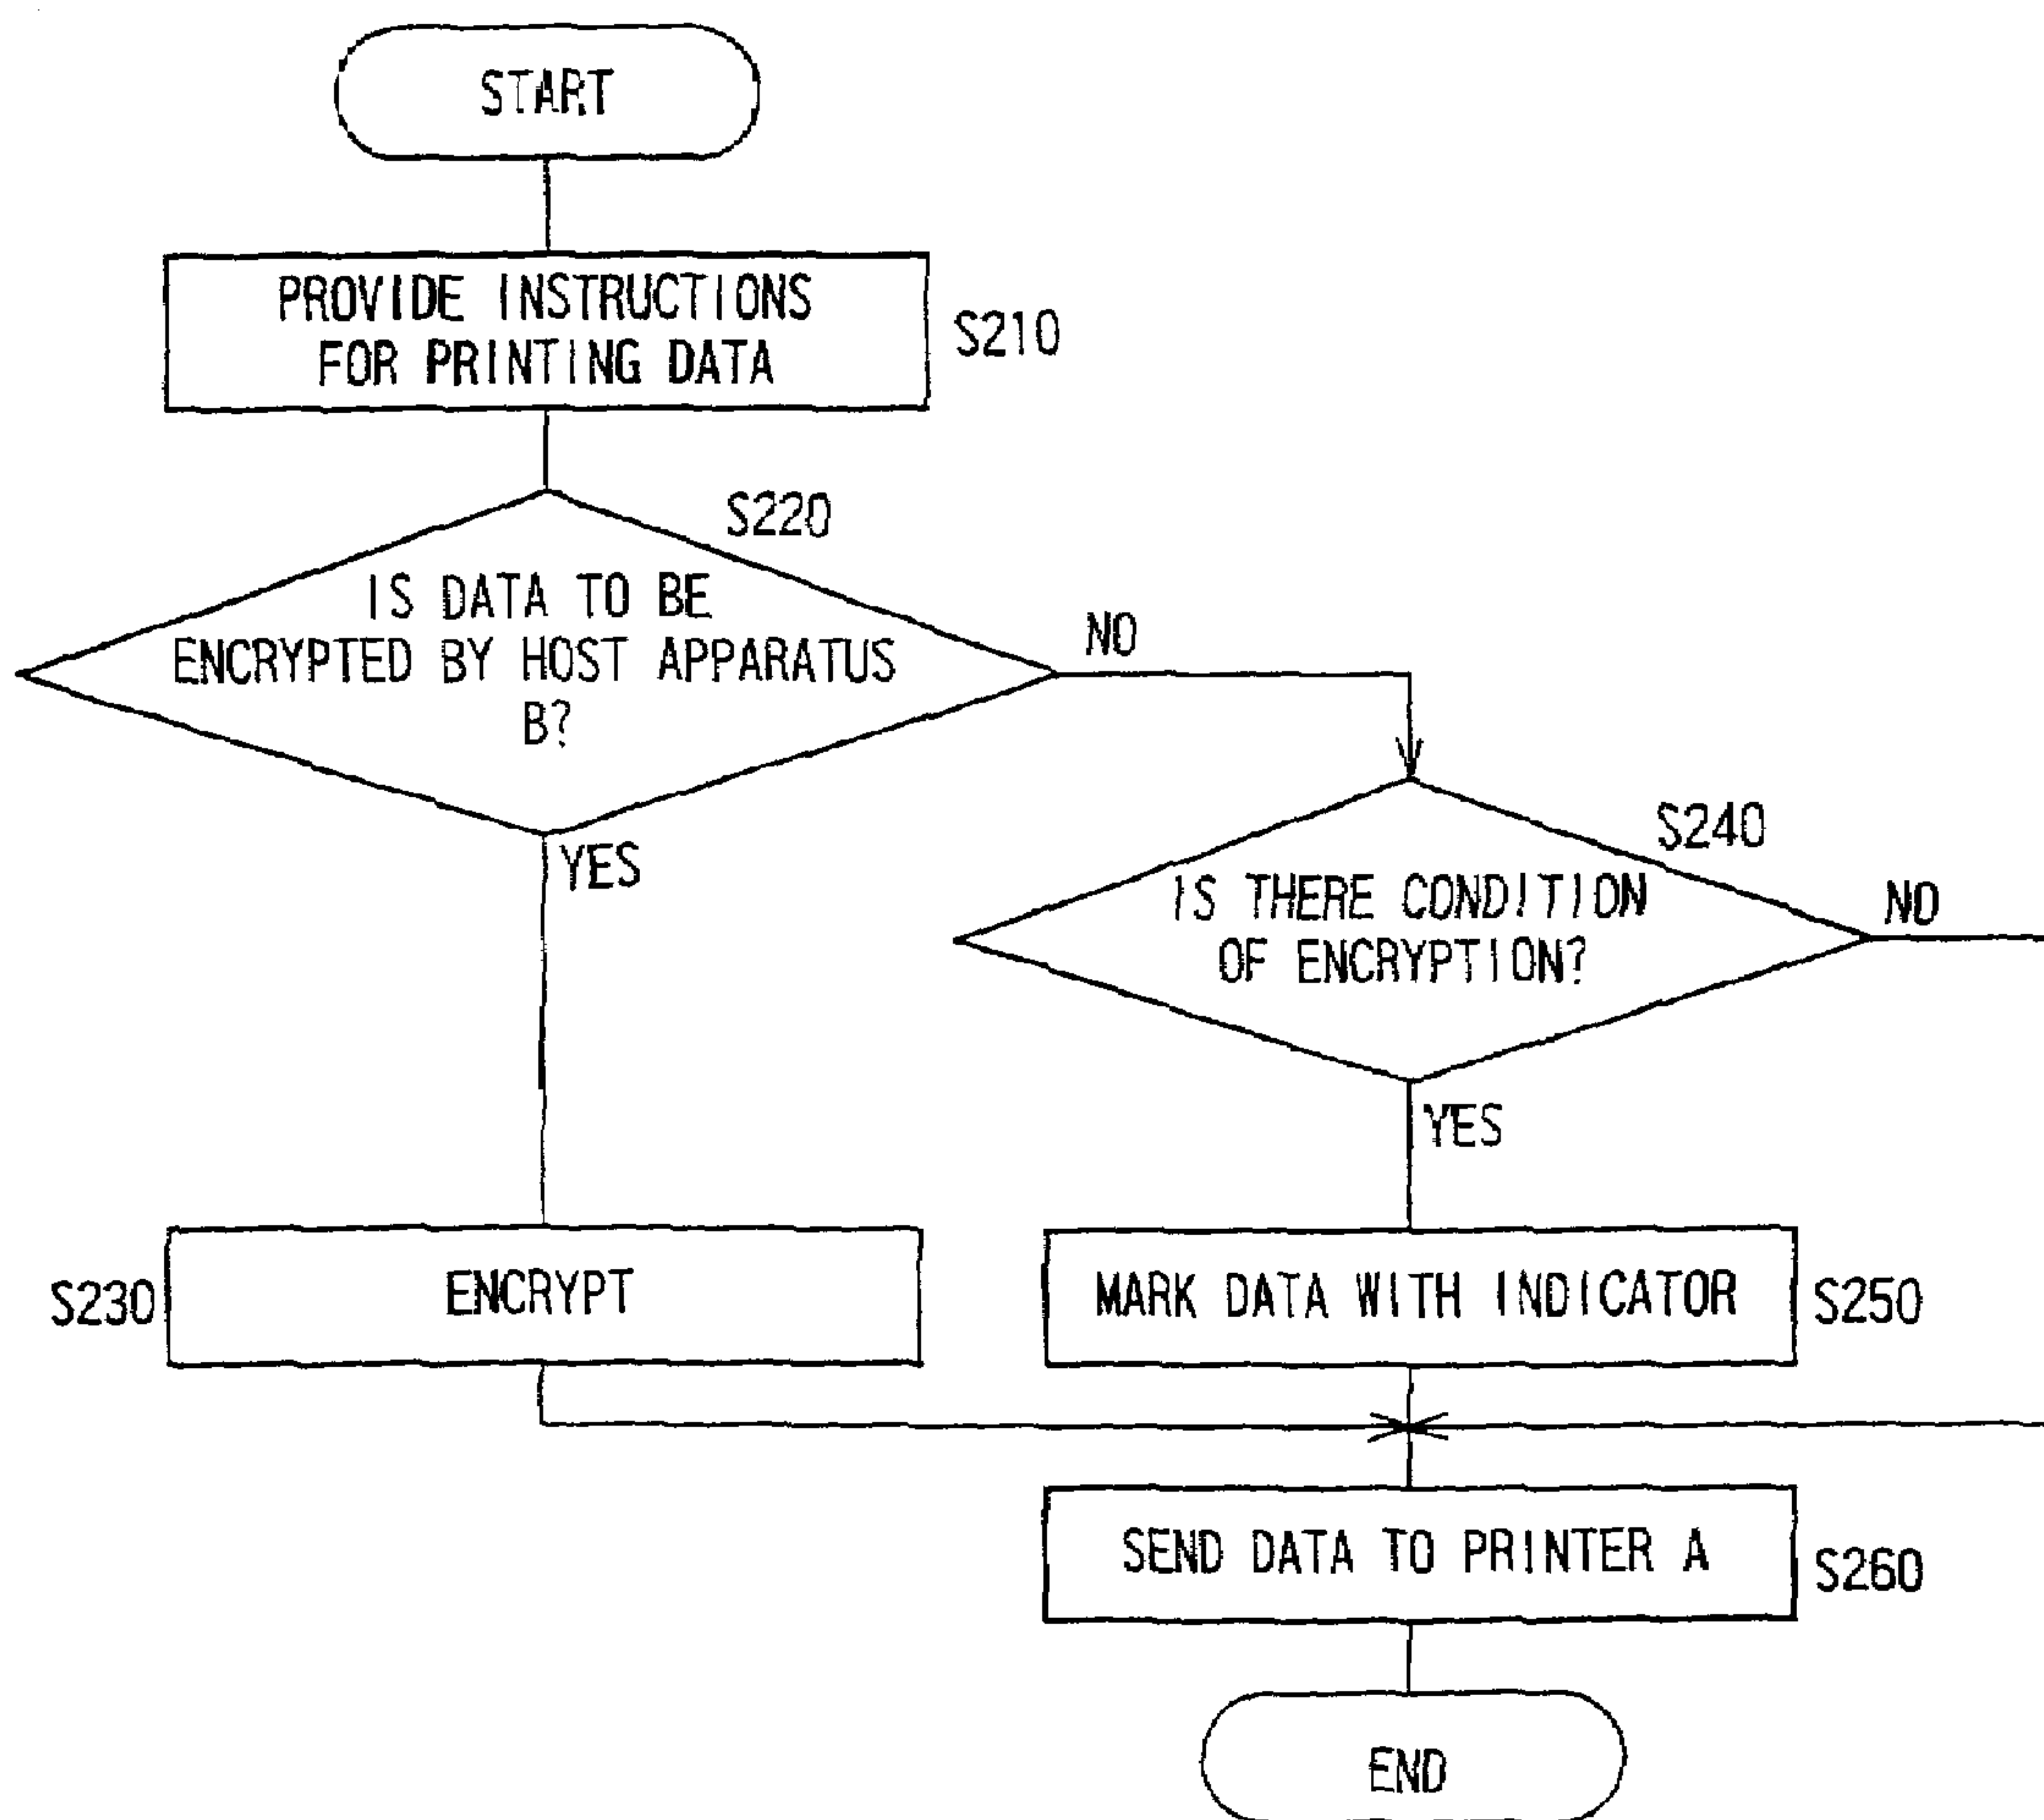 START
PROVIDE INSTRUCTIONS
FOR PRINTING DATA
S210
S220
IS DATA TO BE
ENCRYPTED BY HOST APPARATUS
B?
NO
YES
S240
IS THERE CONDITION
OF ENCRYPTION?
NO
YES
S230
ENCRYPT
MARK DATA WITH INDICATOR
S250
SEND DATA TO PRINTER A
S260
END